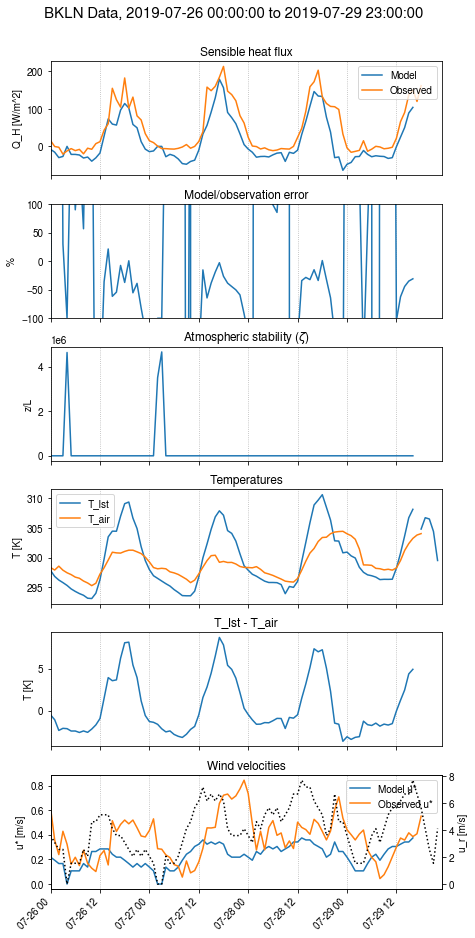 BKLN Data, 2019-07-26 00:00:00 to 2019-07-29 23:00:00
Sensible heat flux
Q_H [W/m^2]
200
100
0
Model
Observed
Model/observation error
%
100
50
0
−50
−100
Atmospheric stability (ζ)
1e6
z/L
4
2
0
Temperatures
T [K]
310
305
300
295
T_lst
T_air
T_lst - T_air
T [K]
5
0
Wind velocities
u* [m/s]
0.8
0.6
0.4
0.2
0.0
Observed u*
8
6
4
2
0
u_r [m/s]
07-26 00
07-26 12
07-27 00
07-27 12
07-28 00
07-28 12
07-29 00
07-29 12